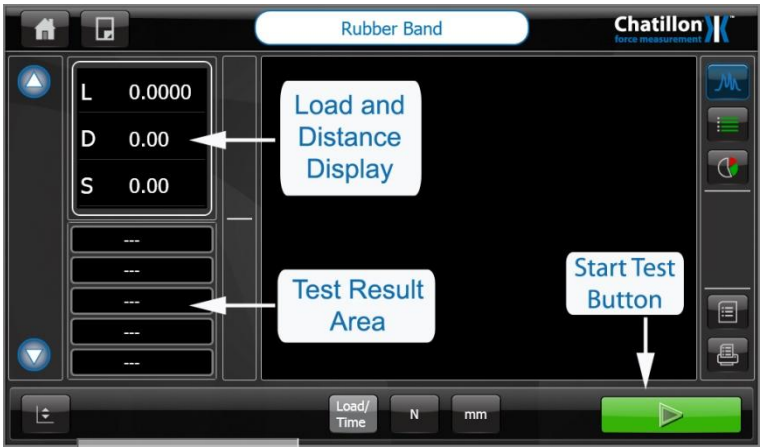 Rubber Band
Chatillon
force measurement
L 0.0000
D 0.00
S 0.00
Load and
Distance
Display
---
---
---
---
---
Test Result
Area
Start Test
Button
Load/
Time
N
mm